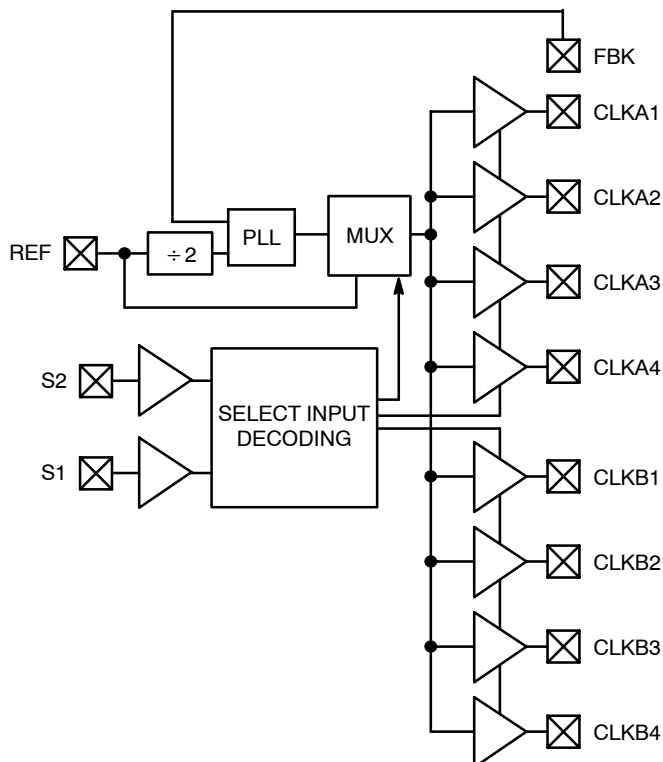 FBK
CLKA1
CLKA2
PLL
MUX
REF
÷2
CLKA3
CLKA4
S2
SELECT INPUT
DECODING
S1
CLKB1
CLKB2
CLKB3
CLKB4